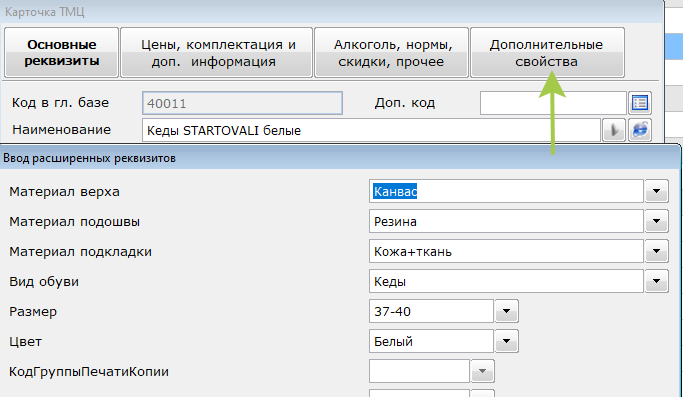 Карточка ТМЦ
Основные реквизиты
Цены, комплектация и доп. информация
Алкоголь, нормы, скидки, прочее
Дополнительные свойства
Код в гл. базе 40011 Доп. код
Наименование Кеды STARTOVALI белые
Ввод расширенных реквизитов
Материал верха Канвас
Материал подошвы Резина
Материал подкладки Кожа+ткань
Вид обуви Кеды
Размер 37-40
Цвет Белый
КодГруппыПечатиКопии